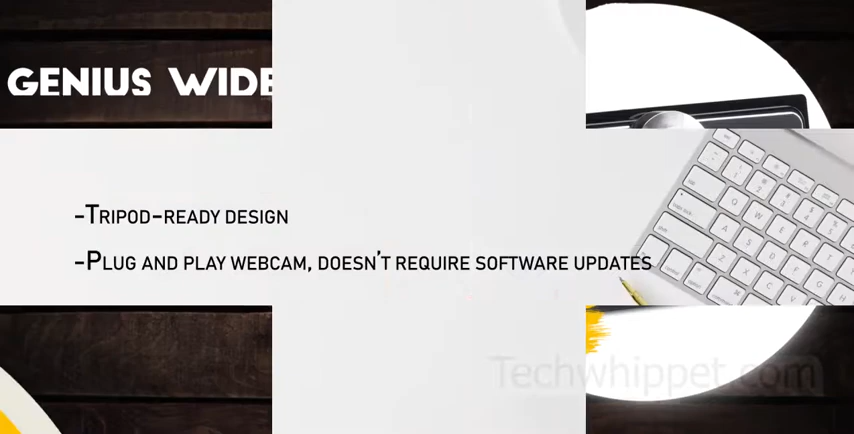 GENIUS WIDE
-TRIPOD-READY DESIGN
-PLUG AND PLAY WEBCAM, DOESN'T REQUIRE SOFTWARE UPDATES
Techwhippet.com